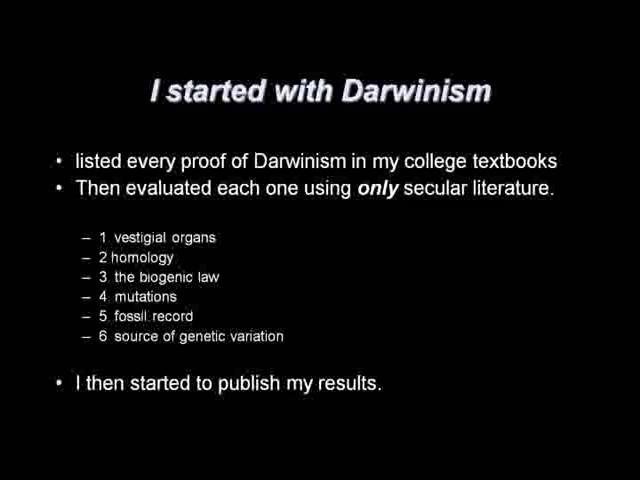 I started with Darwinism
• listed every proof of Darwinism in my college textbooks
• Then evaluated each one using only secular literature.
– 1 vestigial organs
– 2 homology
– 3. the biogenic law
– 4. mutations
– 5. fossil record
– 6 source of genetic variation
• I then started to publish my results.